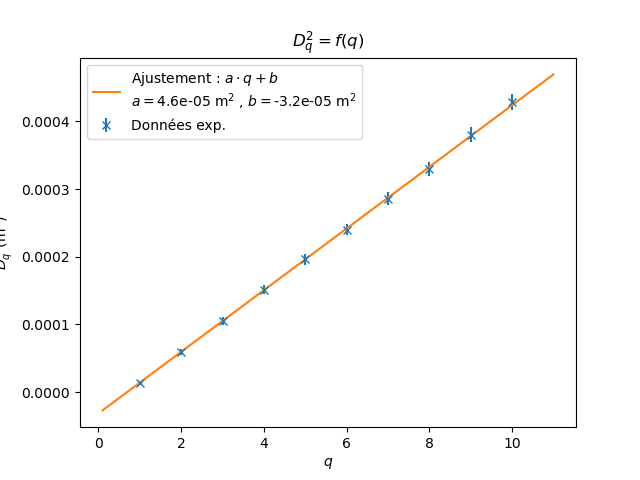 $D_q^2 = f(q)$
Ajustement : $a \cdot q + b$
$a = $4.6e-05 m$^2$ , $b = $-3.2e-05 m$^2$
Données exp.
0.0004
0.0003
0.0002
0.0001
0.0000
0
2
4
6
8
10
$q$